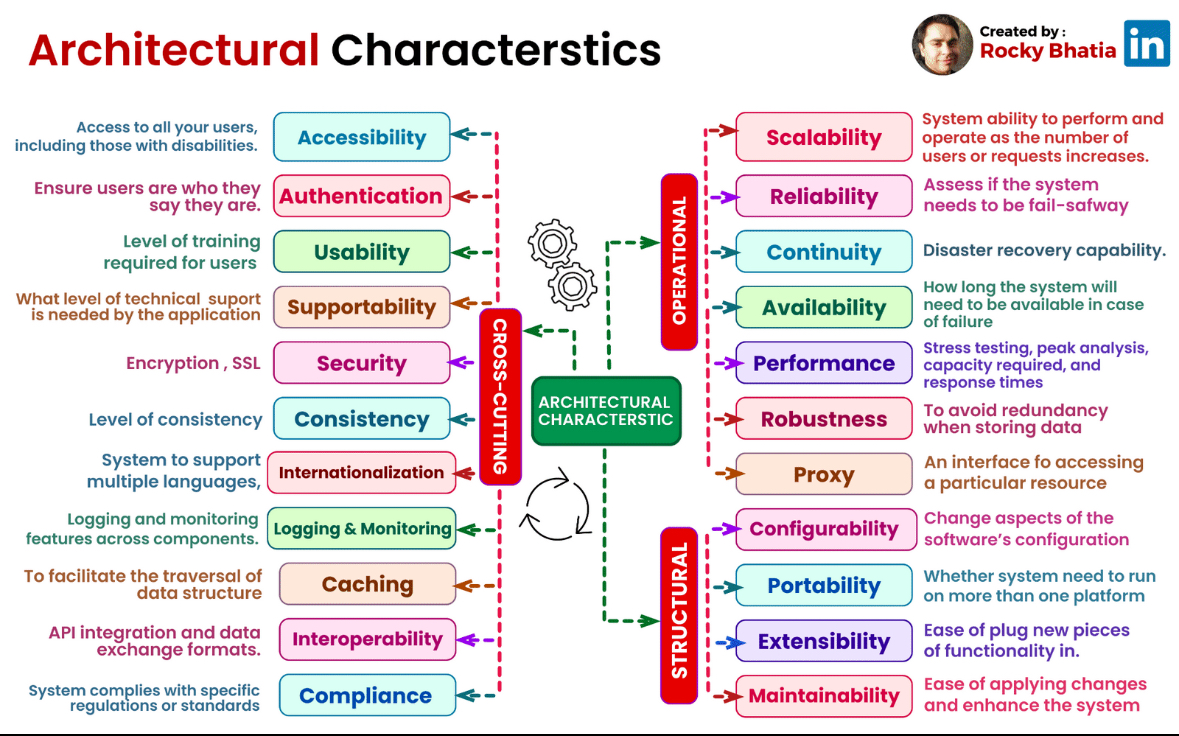 Architectural Characterstics
Created by :
Rocky Bhatia
in
Access to all your users,
including those with disabilities.
Accessibility
Ensure users are who they
say they are.
Authentication
Level of training
required for users
Usability
What level of technical suport
is needed by the application
Supportability
Encryption , SSL
Security
Level of consistency
Consistency
System to support
multiple languages,
Internationalization
Logging and monitoring
features across components.
Logging & Monitoring
To facilitate the traversal of
data structure
Caching
API integration and data
exchange formats.
Interoperability
System complies with specific
regulations or standards
Compliance
CROSS-CUTTING
ARCHITECTURAL
CHARACTERSTIC
OPERATIONAL
Scalability
System ability to perform and
operate as the number of
users or requests increases.
Reliability
Assess if the system
needs to be fail-safway
Continuity
Disaster recovery capability.
Availability
How long the system will
need to be available in case
of failure
Performance
Stress testing, peak analysis,
capacity required, and
response times
Robustness
To avoid redundancy
when storing data
Proxy
An interface fo accessing
a particular resource
STRUCTURAL
Configurability
Change aspects of the
software's configuration
Portability
Whether system need to run
on more than one platform
Extensibility
Ease of plug new pieces
of functionality in.
Maintainability
Ease of applying changes
and enhance the system